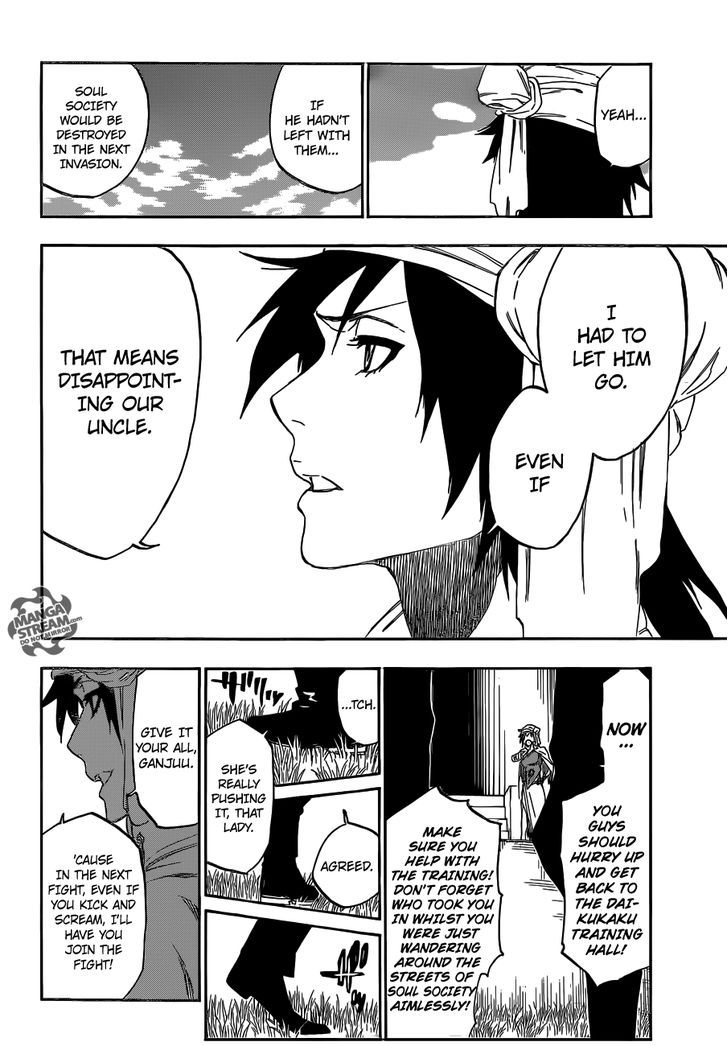 YEAH...
IF
HE HADN'T
LEFT WITH
THEM...
SOUL
SOCIETY
WOULD BE
DESTROYED
IN THE NEXT
INVASION.
I
HAD TO
LET HIM
GO.
EVEN
IF
THAT MEANS
DISAPPOINT-
ING OUR
UNCLE.
MANGA
STREAM.com
DO NOT MIRROR
NOW
...
YOU
GUYS
SHOULD
HURRY UP
AND GET
BACK TO
THE DAI-
KUKAKU
TRAINING
HALL!
MAKE
SURE YOU
HELP WITH
THE TRAINING!
DON'T FORGET
WHO TOOK YOU
IN WHILST YOU
WERE JUST
WANDERING
AROUND THE
STREETS OF
SOUL SOCIETY
AIMLESSLY!
...TCH.
SHE'S
REALLY
PUSHING
IT, THAT
LADY.
AGREED.
GIVE IT
YOUR ALL,
GANJUU.
'CAUSE
IN THE NEXT
FIGHT, EVEN IF
YOU KICK AND
SCREAM, I'LL
HAVE YOU
JOIN THE
FIGHT!